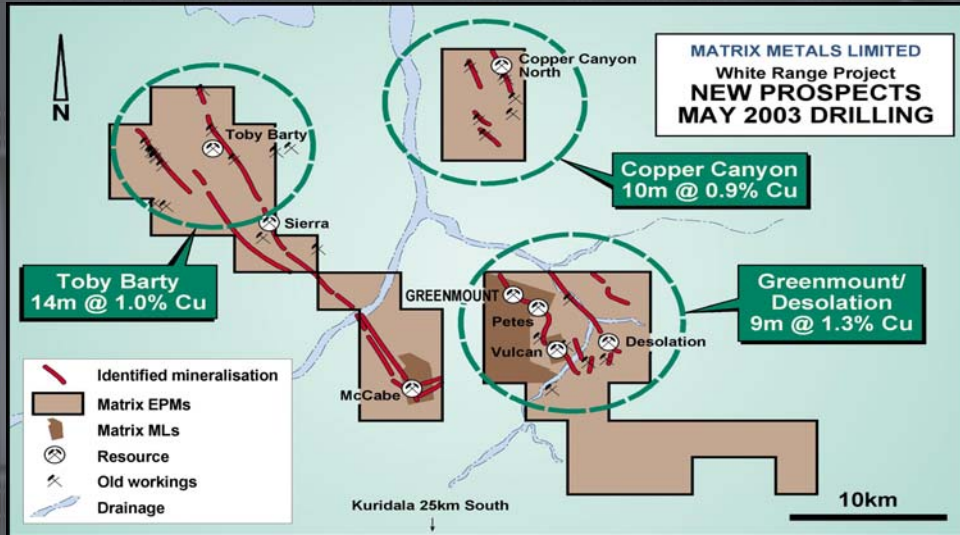 MATRIX METALS LIMITED
White Range Project
NEW PROSPECTS
MAY 2003 DRILLING
N
Copper Canyon
North
Toby Barty
Copper Canyon
10m @ 0.9% Cu
Sierra
Toby Barty
14m @ 1.0% Cu
GREENMOUNT
Petes
Vulcan
Desolation
Greenmount/
Desolation
9m @ 1.3% Cu
McCabe
Identified mineralisation
Matrix EPMs
Matrix MLs
Resource
Old workings
Drainage
Kuridala 25km South
10km